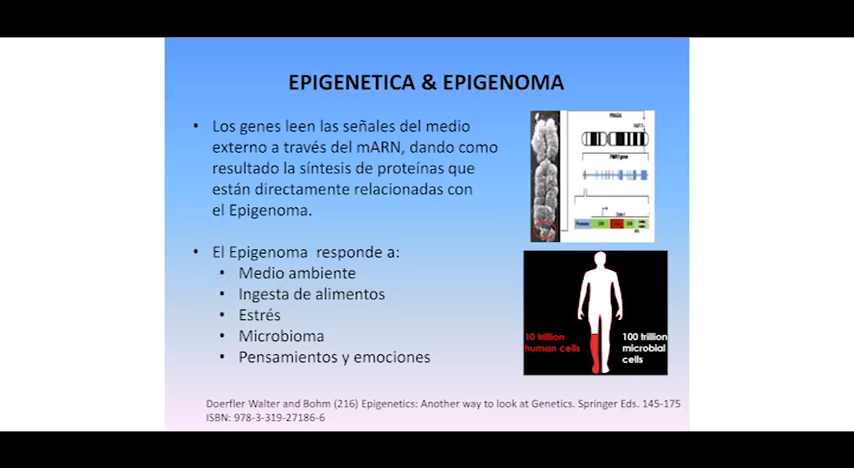 EPIGENETICA & EPIGENOMA
• Los genes leen las señales del medio
externo a través del mARN, dando como
resultado la síntesis de proteínas que
están directamente relacionadas con
el Epigenoma.
• El Epigenoma responde a:
• Medio ambiente
• Ingesta de alimentos
• Estrés
• Microbioma
• Pensamientos y emociones
10 trillion
human cells
100 trillion
microbial
cells
Doerfler Walter and Bohm (216) Epigenetics: Another way to look at Genetics. Springer Eds. 145-175
ISBN: 978-3-319-27186-6